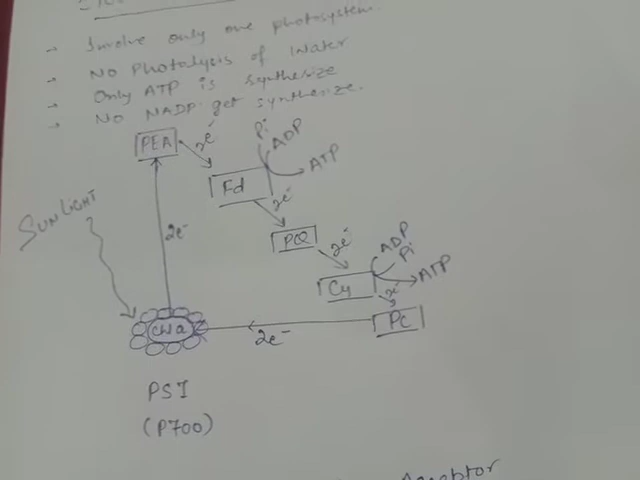 → Involve only one photosystem.
→ No Photolysis of Water
→ Only ATP is synthesize
→ No NADP get synthesize.
PEA
2e⁻
Pi
ADP
ATP
Fd
2e⁻
SUNLIGHT
2e⁻
PQ
2e⁻
ADP
Pi
ATP
Cy
2e⁻
PC
2e⁻
PSI
(P700)
Acceptor